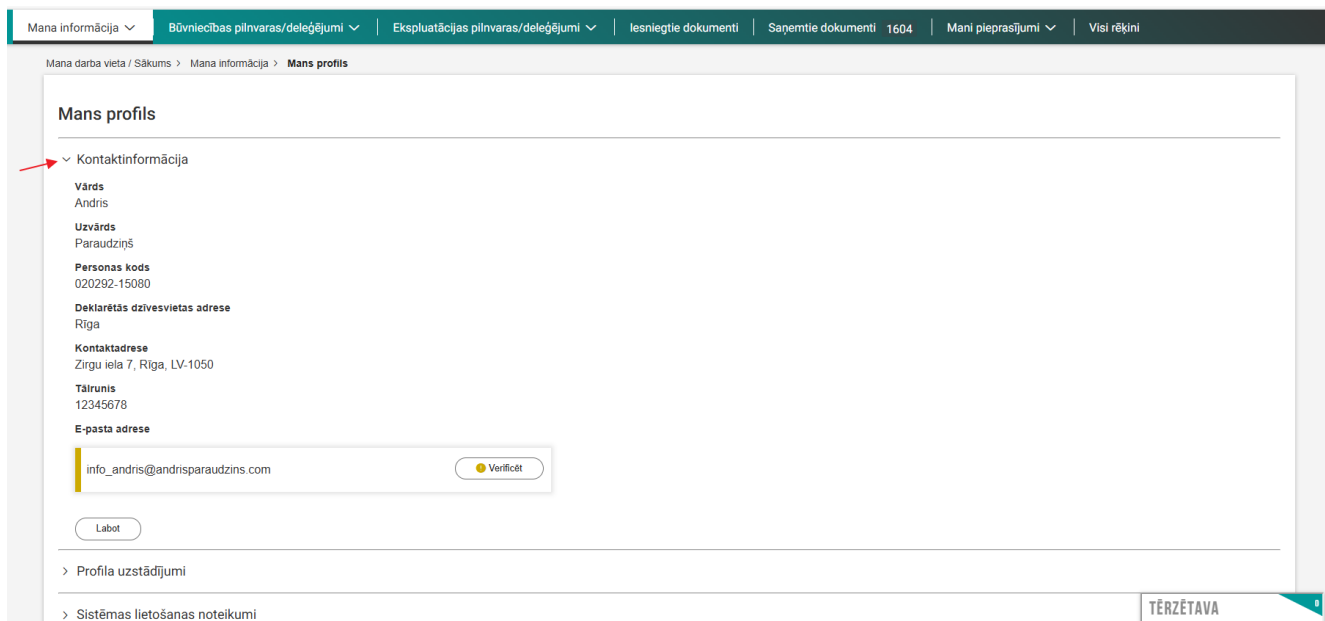 Mana informācija Būvniecības pilnvaras/deleģējumi Ekspluatācijas pilnvaras/deleģējumi Iesniegtie dokumenti Saņemtie dokumenti 1604 Mani pieprasījumi Visi rēķini
Mana darba vieta / Sākums > Mana informācija > Mans profils
Mans profils
Kontaktinformācija
Vārds
Andris
Uzvārds
Paraudziņš
Personas kods
020292-15080
Deklarētās dzīvesvietas adrese
Rīga
Kontaktadrese
Zirgu iela 7, Rīga, LV-1050
Tālrunis
12345678
E-pasta adrese
info_andris@andrisparaudzins.com Verificēt
Labot
Profila uzstādījumi
Sistēmas lietošanas noteikumi
TĒRZĒTAVA 0